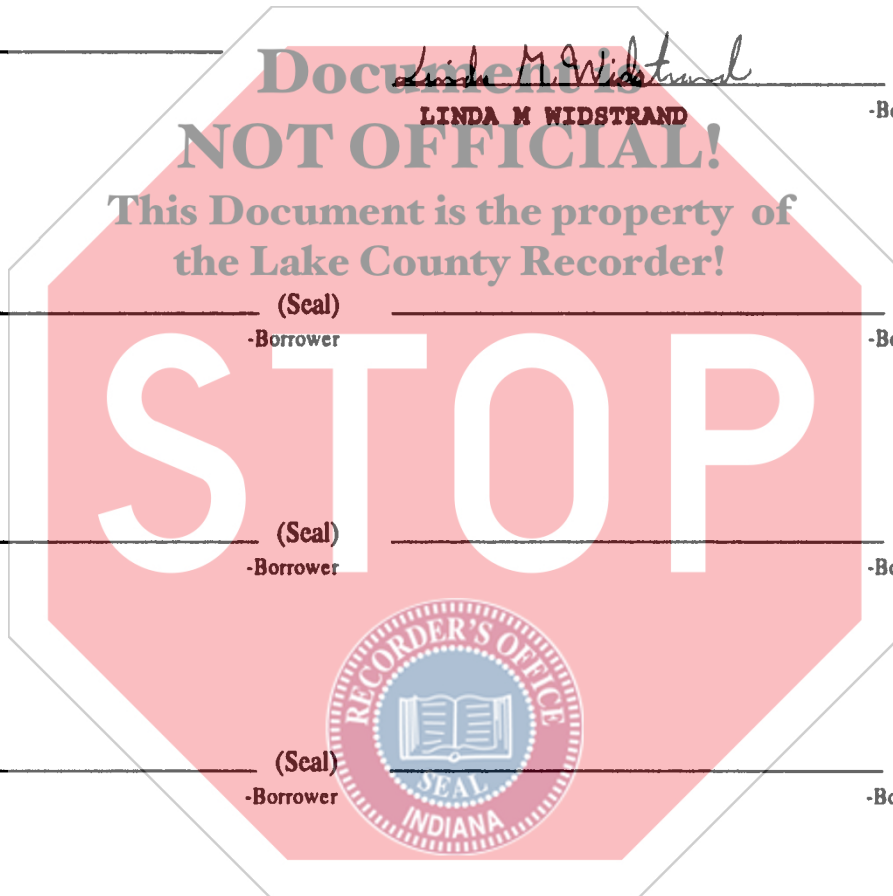 Document is
Linda M. Widstrand
LINDA M WIDSTRAND
-Bo
NOT OFFICIAL!
This Document is the property of
the Lake County Recorder!
(Seal)
-Borrower
-Bo
STOP
(Seal)
-Borrower
-Bo
RECORDER'S OFFICE
(Seal)
-Borrower
-Bo
SEAL
INDIANA